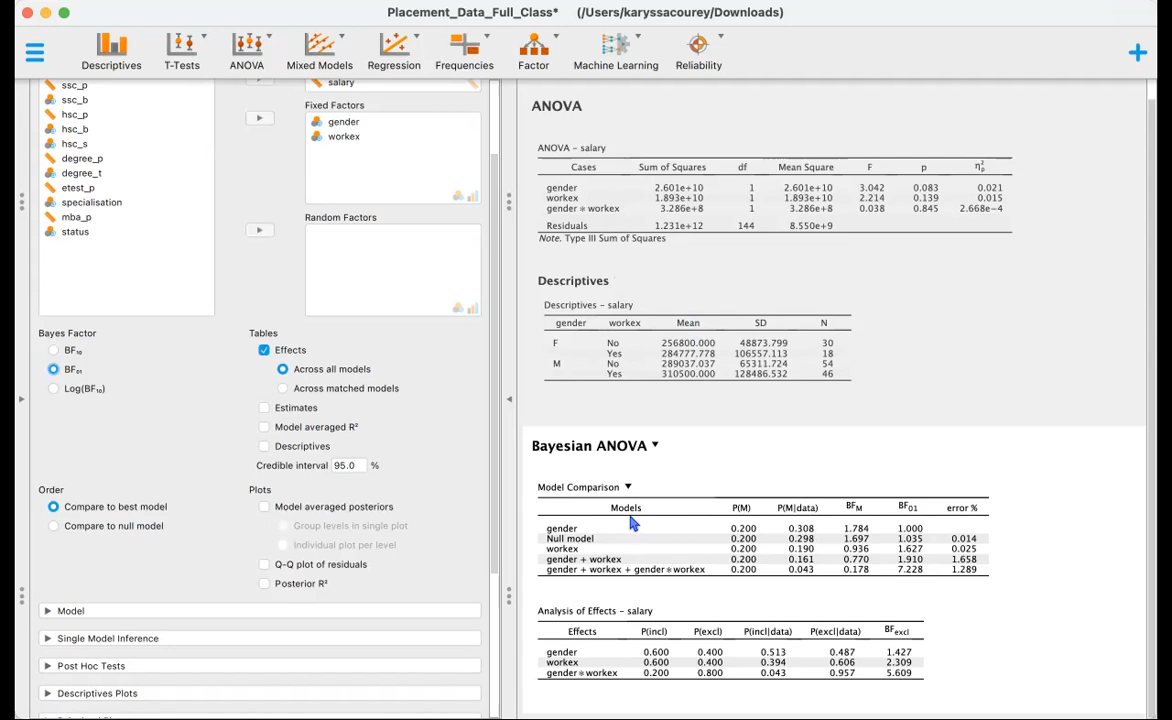 Placement_Data_Full_Class* (/Users/karyssacourey/Downloads)
Descriptives T-Tests ANOVA Mixed Models Regression Frequencies Factor Machine Learning Reliability
ssc_p
ssc_b
hsc_p
hsc_b
hsc_s
degree_p
degree_t
etest_p
specialisation
mba_p
status
salary
Fixed Factors
gender
workex
Random Factors
Bayes Factor
BF₁₀
BF₀₁
Log(BF₁₀)
Tables
Effects
Across all models
Across matched models
Estimates
Model averaged R²
Descriptives
Credible interval 95.0 %
Order
Compare to best model
Compare to null model
Plots
Model averaged posteriors
Group levels in single plot
Individual plot per level
Q-Q plot of residuals
Posterior R²
Model
Single Model Inference
Post Hoc Tests
Descriptives Plots
ANOVA
ANOVA - salary
Cases Sum of Squares df Mean Square F p η²ₚ
gender 2.601e+10 1 2.601e+10 3.042 0.083 0.021
workex 1.893e+10 1 1.893e+10 2.214 0.139 0.015
gender * workex 3.286e+8 1 3.286e+8 0.038 0.845 2.668e-4
Residuals 1.231e+12 144 8.550e+9
Note. Type III Sum of Squares
Descriptives
Descriptives - salary
gender workex Mean SD N
F No 256800.000 48873.799 30
Yes 284777.778 106557.113 18
M No 289037.037 65311.724 54
Yes 310500.000 128486.532 46
Bayesian ANOVA
Model Comparison
Models P(M) P(M|data) BF_M BF₀₁ error %
gender 0.200 0.308 1.784 1.000
Null model 0.200 0.298 1.697 1.035 0.014
workex 0.200 0.190 0.936 1.627 0.025
gender + workex 0.200 0.161 0.770 1.910 1.658
gender + workex + gender * workex 0.200 0.043 0.178 7.228 1.289
Analysis of Effects - salary
Effects P(incl) P(excl) P(incl|data) P(excl|data) BF_excl
gender 0.600 0.400 0.513 0.487 1.427
workex 0.600 0.400 0.394 0.606 2.309
gender * workex 0.200 0.800 0.043 0.957 5.609